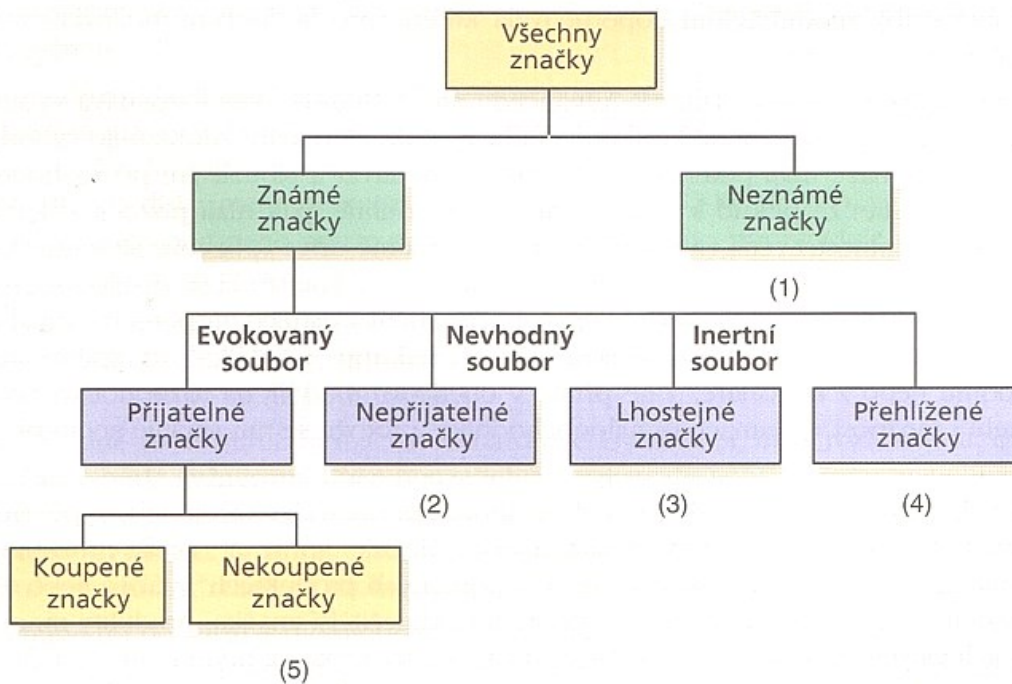 Všechny
značky
Známé
značky
Neznámé
značky
(1)
Evokovaný
soubor
Nevhodný
soubor
Inertní
soubor
Přijatelné
značky
Nepřijatelné
značky
Lhostejné
značky
Přehlížené
značky
(2)
(3)
(4)
Koupené
značky
Nekoupené
značky
(5)